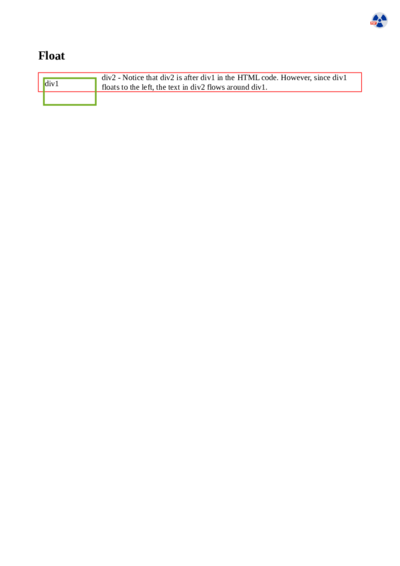 Float
div1
div2 - Notice that div2 is after div1 in the HTML code. However, since div1
floats to the left, the text in div2 flows around div1.